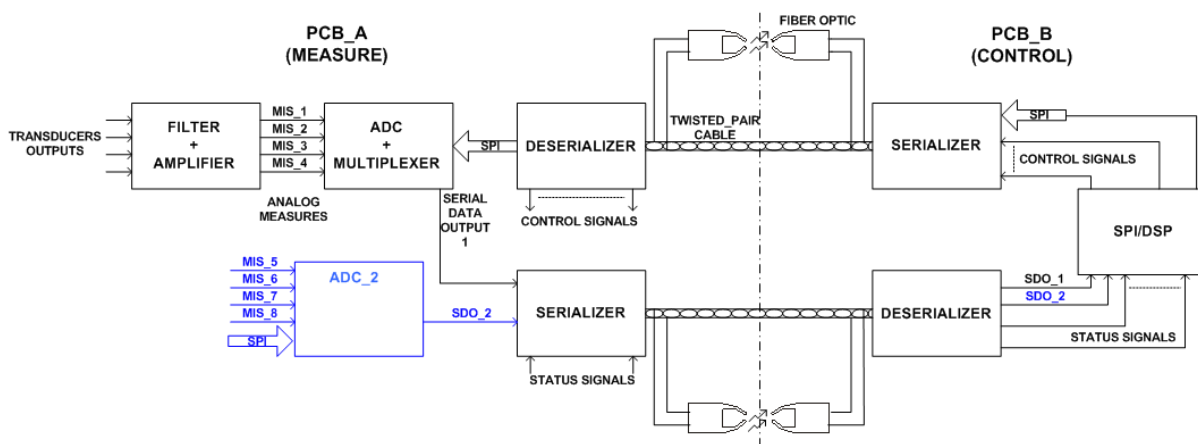 PCB_A
(MEASURE)
FIBER OPTIC
PCB_B
(CONTROL)
TRANSDUCERS
OUTPUTS
FILTER
+
AMPLIFIER
MIS_1
MIS_2
MIS_3
MIS_4
ANALOG
MEASURES
ADC
+
MULTIPLEXER
SPI
DESERIALIZER
CONTROL SIGNALS
TWISTED_PAIR
CABLE
SERIALIZER
SPI
CONTROL SIGNALS
SPI/DSP
SERIAL
DATA
OUTPUT
1
MIS_5
MIS_6
MIS_7
MIS_8
SPI
ADC_2
SDO_2
SERIALIZER
STATUS SIGNALS
DESERIALIZER
SDO_1
SDO_2
STATUS SIGNALS